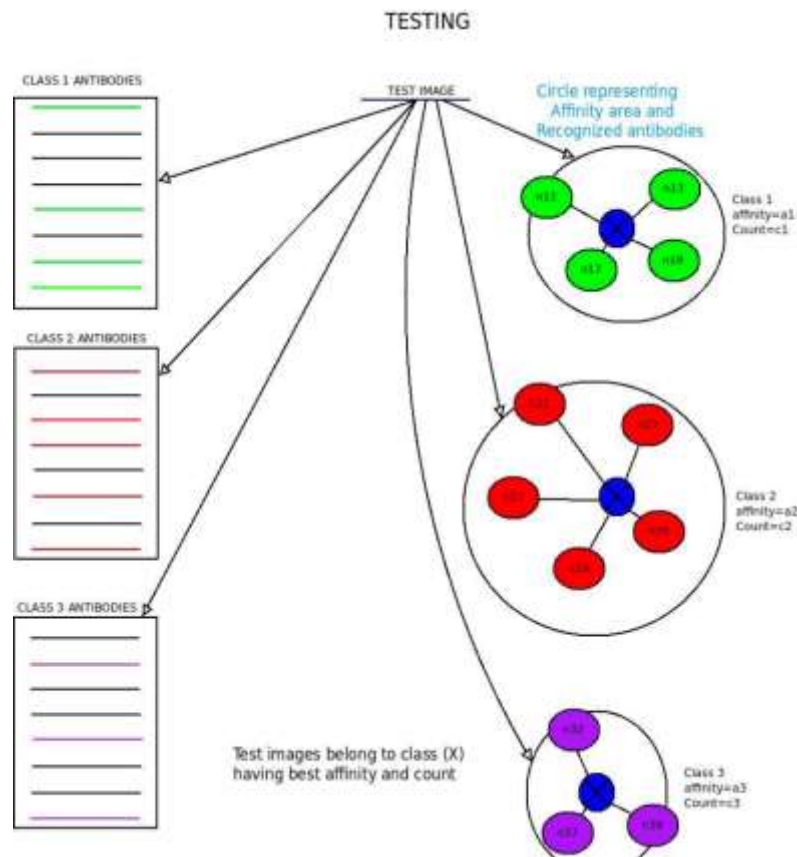 TESTING
CLASS 1 ANTIBODIES
TEST IMAGE
Circle representing
Affinity area and
Recognized antibodies
n13
n18
Class 1
affinity=a1
Count=c1
CLASS 2 ANTIBODIES
Class 2
affinity=a2
Count=c2
CLASS 3 ANTIBODIES
Test images belong to class (X)
having best affinity and count
X
X
X
Class 3
affinity=a3
Count=c3